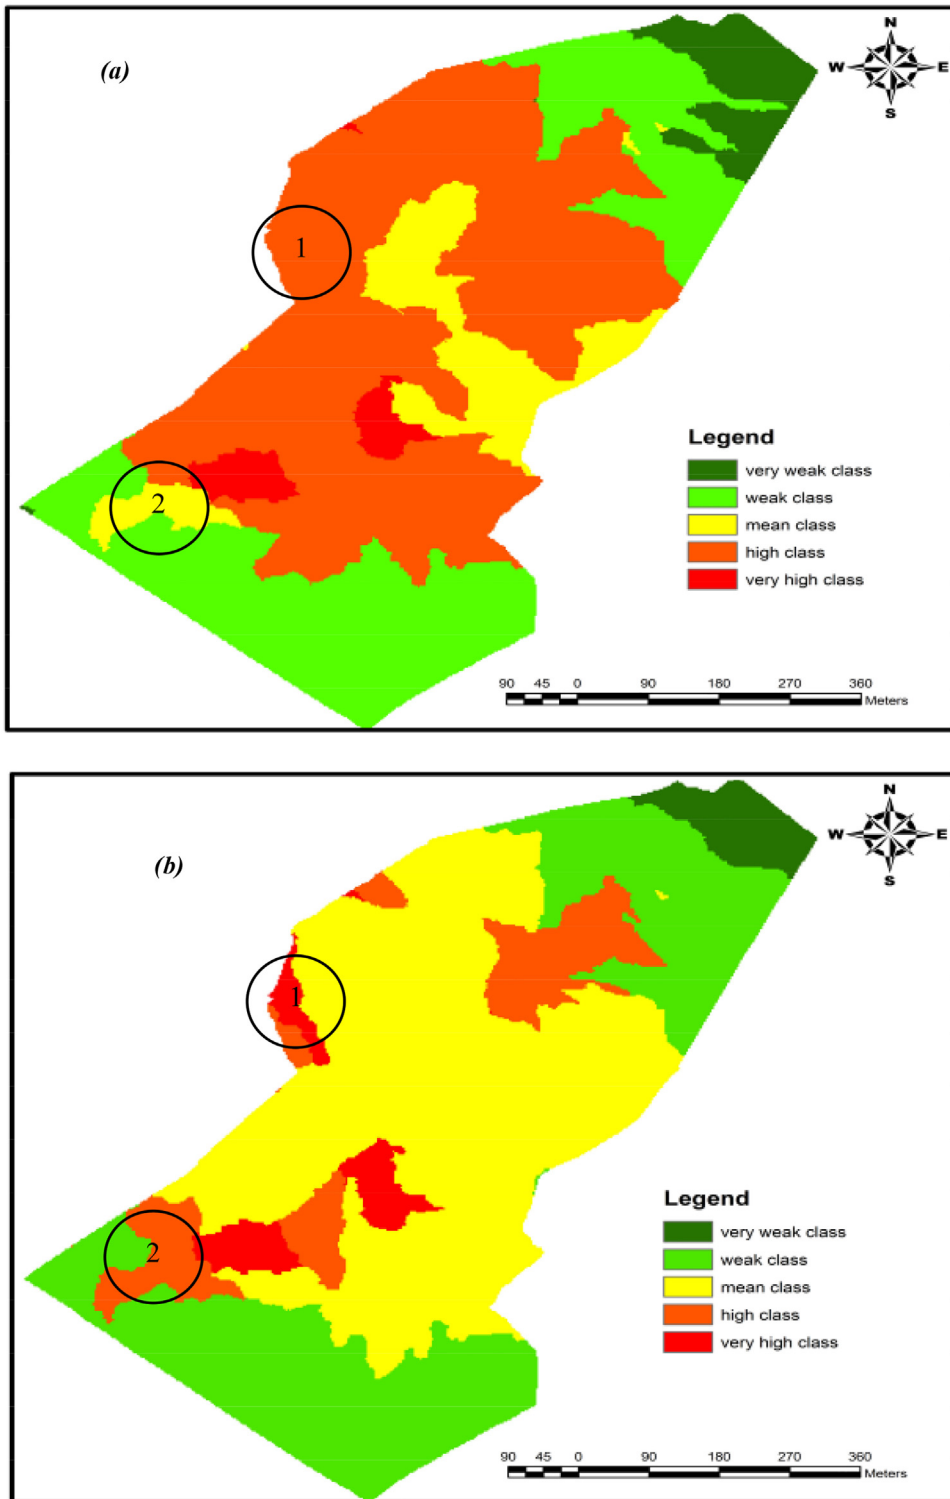 (a)
N
W E
S
1
2
Legend
very weak class
weak class
mean class
high class
very high class
90 45 0 90 180 270 360
Meters
(b)
N
W E
S
1
2
Legend
very weak class
weak class
mean class
high class
very high class
90 45 0 90 180 270 360
Meters